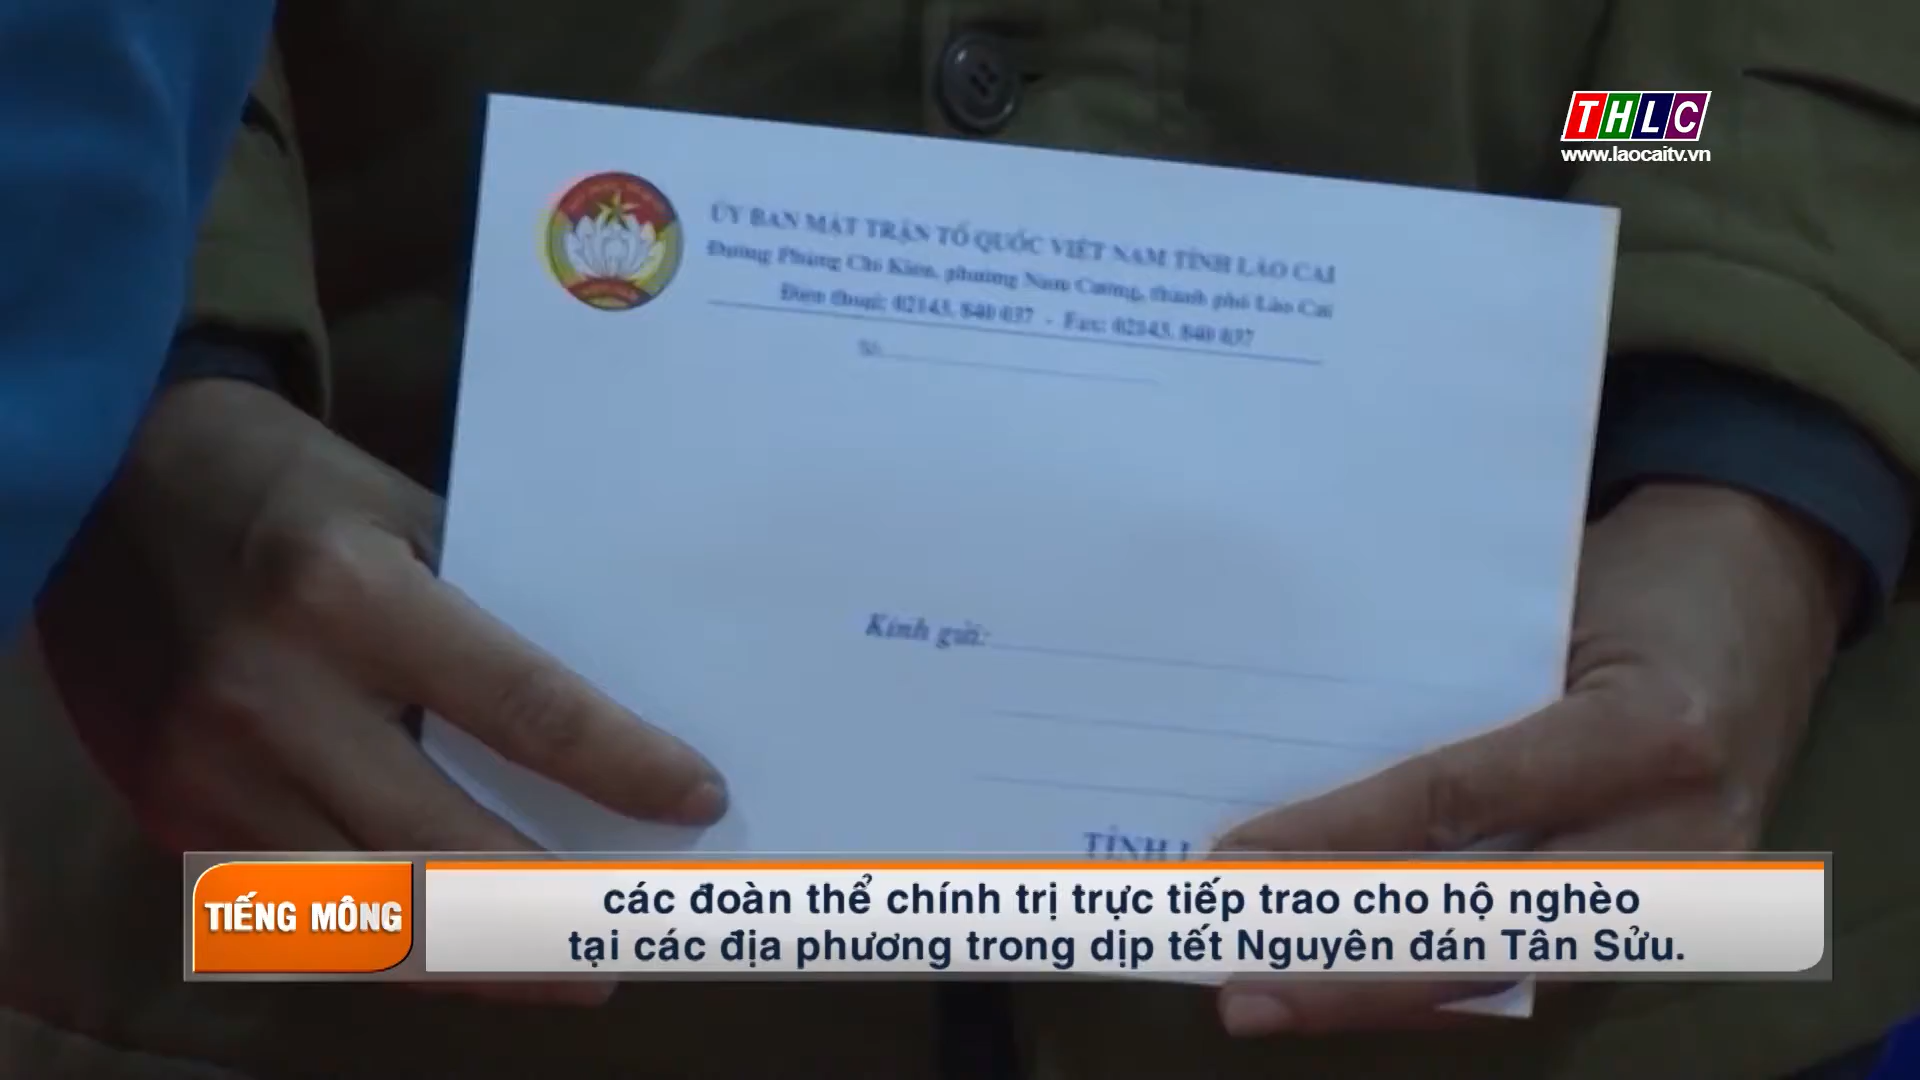 THLC
www.laocaitv.vn
ỦY BAN MẶT TRẬN TỔ QUỐC VIỆT NAM TỈNH LÀO CAI
Đường Phùng Chí Kiên, phường Nam Cường, thành phố Lào Cai
Điện thoại: 02143. 840 037 - Fax: 02143. 840 037
Kính gửi:
TỈNH
TIẾNG MÔNG
các đoàn thể chính trị trực tiếp trao cho hộ nghèo
tại các địa phương trong dịp tết Nguyên đán Tân Sửu.